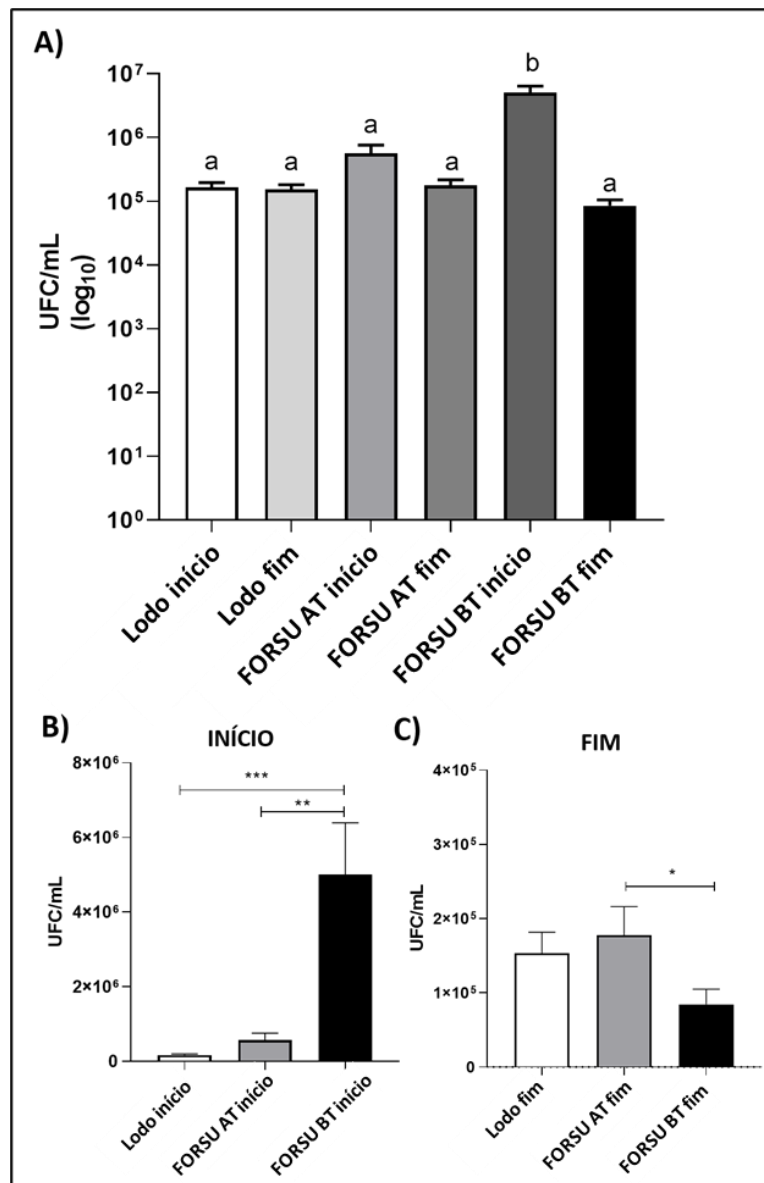 A)
UFC/mL
(log₁₀)
10⁷
10⁶
10⁵
10⁴
10³
10²
10¹
10⁰
a
a
a
a
b
a
Lodo início
Lodo fim
FORSU AT início
FORSU AT fim
FORSU BT início
FORSU BT fim
B)
INÍCIO
UFC/mL
8×10⁶
6×10⁶
4×10⁶
2×10⁶
0
***
**
Lodo início
FORSU AT início
FORSU BT início
C)
FIM
UFC/mL
4×10⁵
3×10⁵
2×10⁵
1×10⁵
0
*
Lodo fim
FORSU AT fim
FORSU BT fim